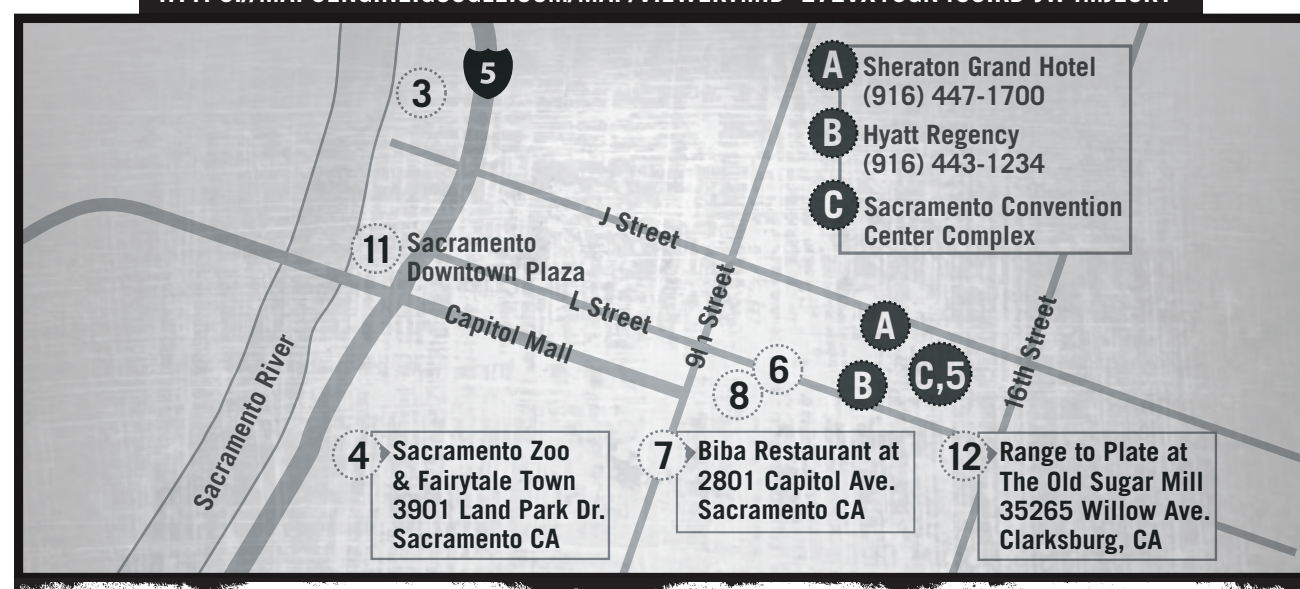 3
5
A Sheraton Grand Hotel
(916) 447-1700
B Hyatt Regency
(916) 443-1234
C Sacramento Convention
Center Complex
J Street
11 Sacramento
Downtown Plaza
L Street
Capitol Mall
9th Street
16th Street
A
6
B
C,5
8
Sacramento River
4 Sacramento Zoo
& Fairytale Town
3901 Land Park Dr.
Sacramento CA
7 Biba Restaurant at
2801 Capitol Ave.
Sacramento CA
12 Range to Plate at
The Old Sugar Mill
35265 Willow Ave.
Clarksburg, CA